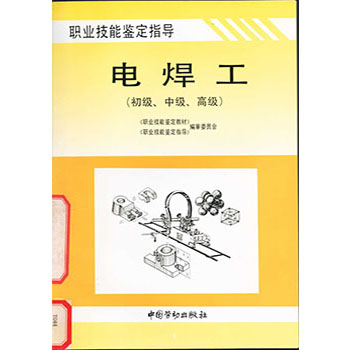 职业技能鉴定指导
电焊工
(初级、中级、高级)
《职业技能鉴定教材》
《职业技能鉴定指导》
编审委员会
中国劳动出版社